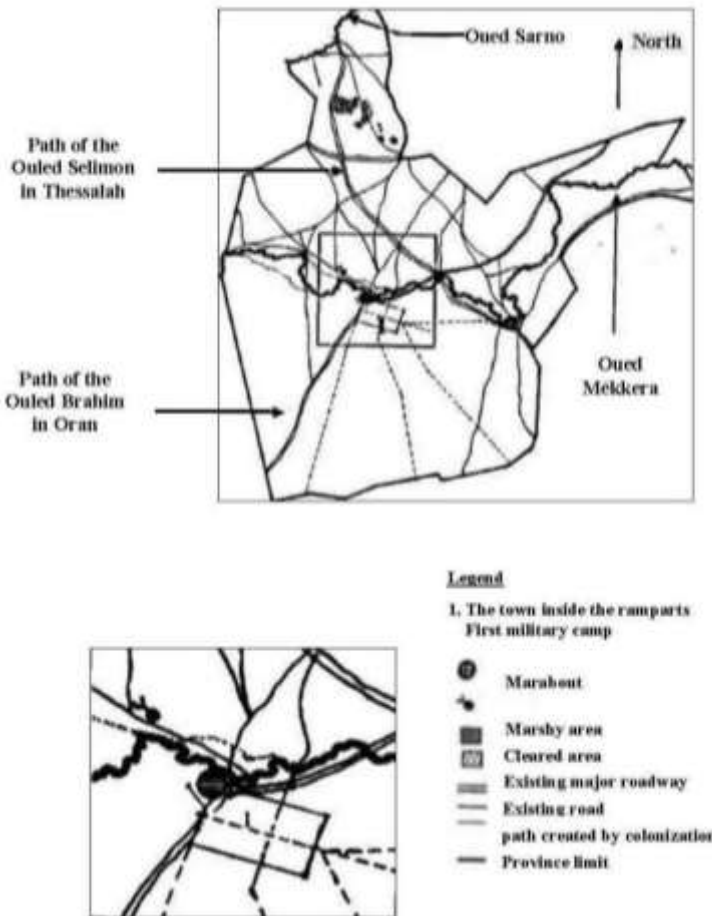 Oued Sarno
North
Path of the
Ouled Selimon
in Thessalah
Path of the
Ouled Brahim
in Oran
Oued
Mekkera
1
Legend
1. The town inside the ramparts
First military camp
Marabout
Marshy area
Cleared area
Existing major roadway
Existing road
path created by colonization
Province limit
1